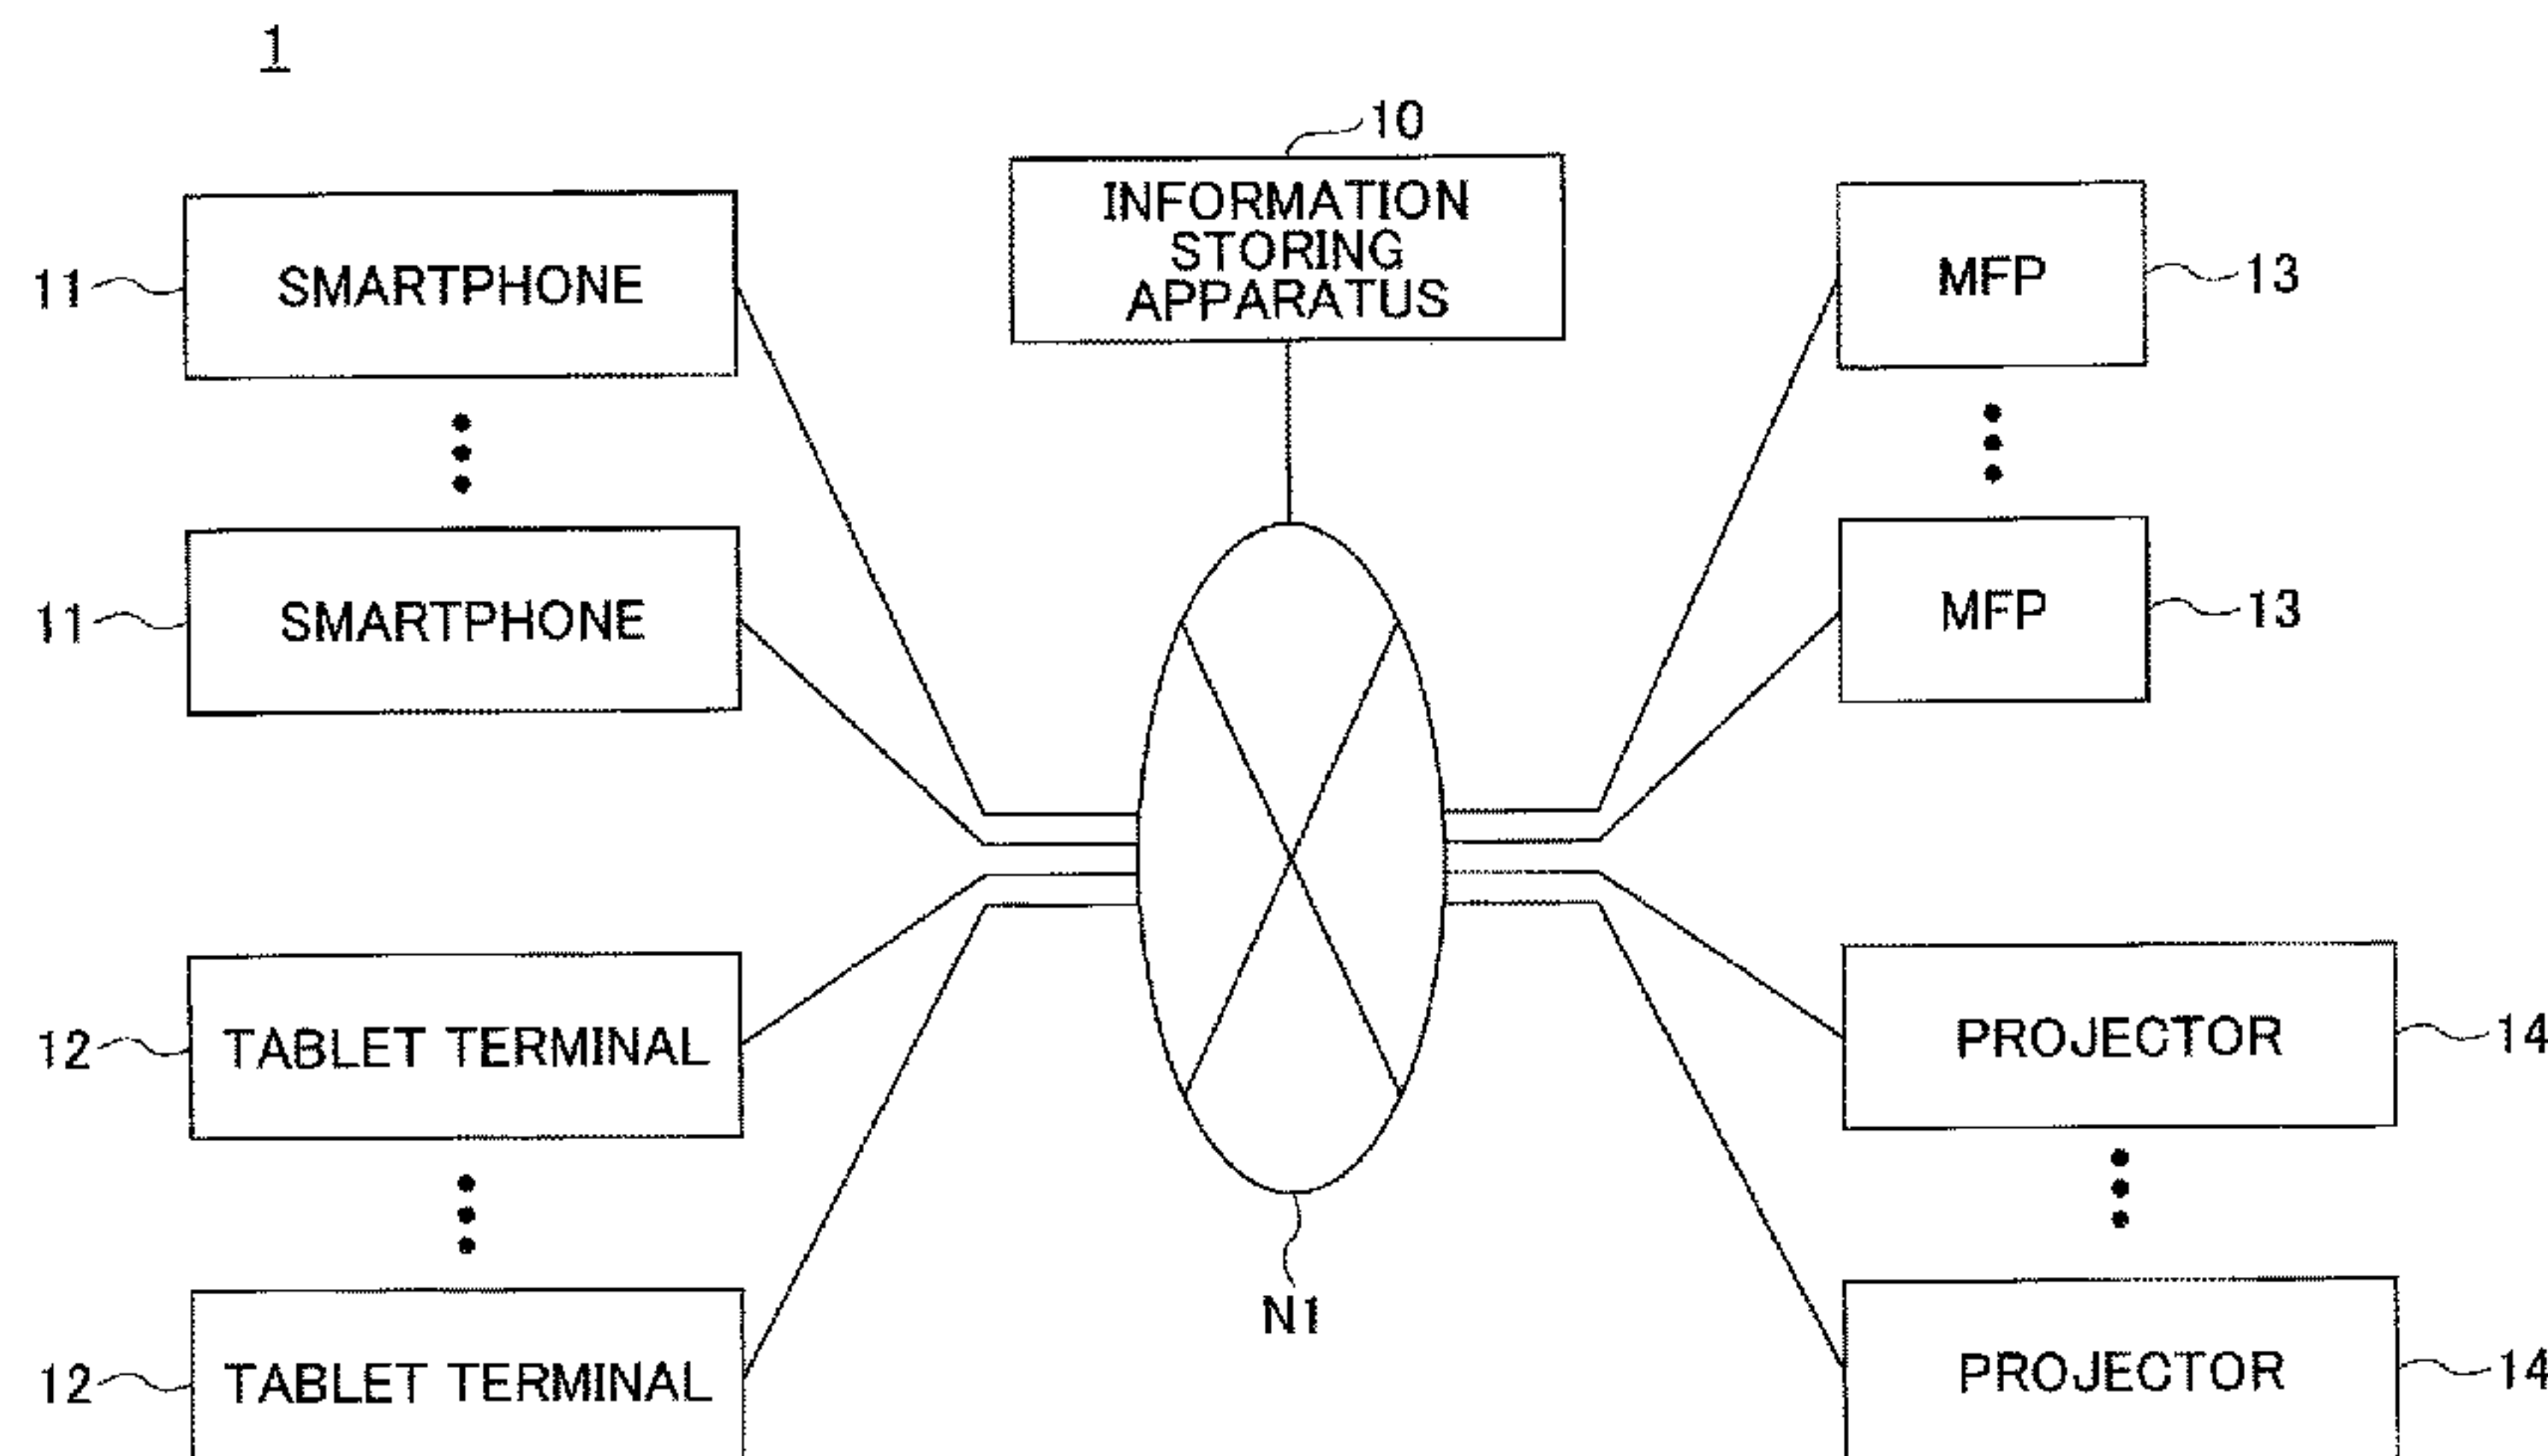 1
10
INFORMATION
STORING
APPARATUS
11
SMARTPHONE
MFP
13
11
SMARTPHONE
MFP
13
12
TABLET TERMINAL
PROJECTOR
14
N1
12
TABLET TERMINAL
PROJECTOR
14